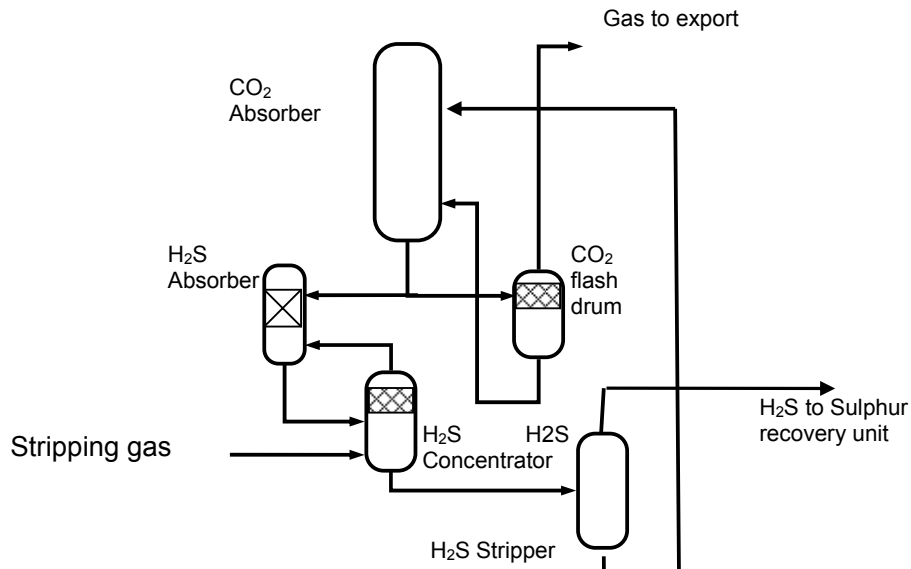 Gas to export
CO₂
Absorber
H₂S
Absorber
CO₂
flash
drum
H₂S to Sulphur
recovery unit
H₂S
Concentrator
H2S
Stripping gas
H₂S Stripper